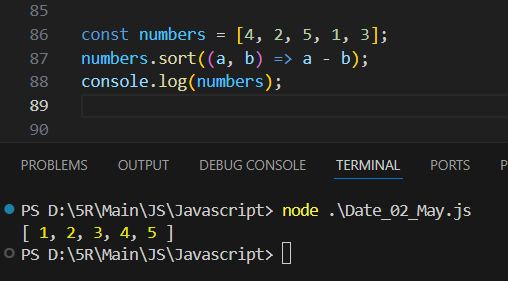 85
86 const numbers = [4, 2, 5, 1, 3];
87 numbers.sort((a, b) => a - b);
88 console.log(numbers);
89
90
PROBLEMS OUTPUT DEBUG CONSOLE TERMINAL PORTS P
PS D:\5R\Main\JS\Javascript> node .\Date_02_May.js
[ 1, 2, 3, 4, 5 ]
PS D:\5R\Main\JS\Javascript>